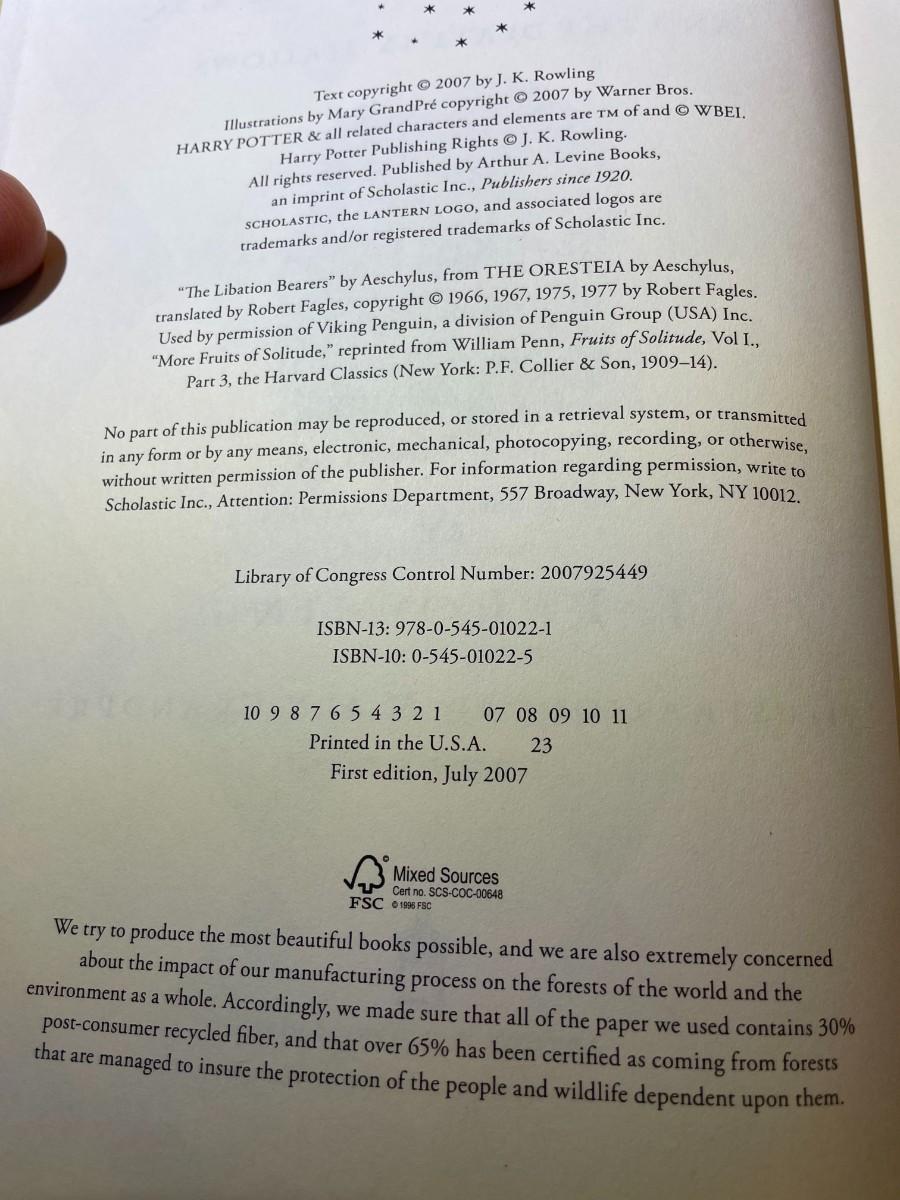 Text copyright © 2007 by J. K. Rowling
Illustrations by Mary GrandPré copyright © 2007 by Warner Bros.
HARRY POTTER & all related characters and elements are TM of and © WBEI.
Harry Potter Publishing Rights © J. K. Rowling.
All rights reserved. Published by Arthur A. Levine Books,
an imprint of Scholastic Inc., Publishers since 1920.
SCHOLASTIC, the LANTERN LOGO, and associated logos are
trademarks and/or registered trademarks of Scholastic Inc.
“The Libation Bearers” by Aeschylus, from THE ORESTEIA by Aeschylus,
translated by Robert Fagles, copyright © 1966, 1967, 1975, 1977 by Robert Fagles.
Used by permission of Viking Penguin, a division of Penguin Group (USA) Inc.
“More Fruits of Solitude,” reprinted from William Penn, Fruits of Solitude, Vol I.,
Part 3, the Harvard Classics (New York: P.F. Collier & Son, 1909–14).
No part of this publication may be reproduced, or stored in a retrieval system, or transmitted
in any form or by any means, electronic, mechanical, photocopying, recording, or otherwise,
without written permission of the publisher. For information regarding permission, write to
Scholastic Inc., Attention: Permissions Department, 557 Broadway, New York, NY 10012.
Library of Congress Control Number: 2007925449
ISBN-13: 978-0-545-01022-1
ISBN-10: 0-545-01022-5
10 9 8 7 6 5 4 3 2 1 07 08 09 10 11
Printed in the U.S.A. 23
First edition, July 2007
Mixed Sources
Cert no. SCS-COC-00648
FSC © 1996 FSC
We try to produce the most beautiful books possible, and we are also extremely concerned
about the impact of our manufacturing process on the forests of the world and the
environment as a whole. Accordingly, we made sure that all of the paper we used contains 30%
post-consumer recycled fiber, and that over 65% has been certified as coming from forests
that are managed to insure the protection of the people and wildlife dependent upon them.